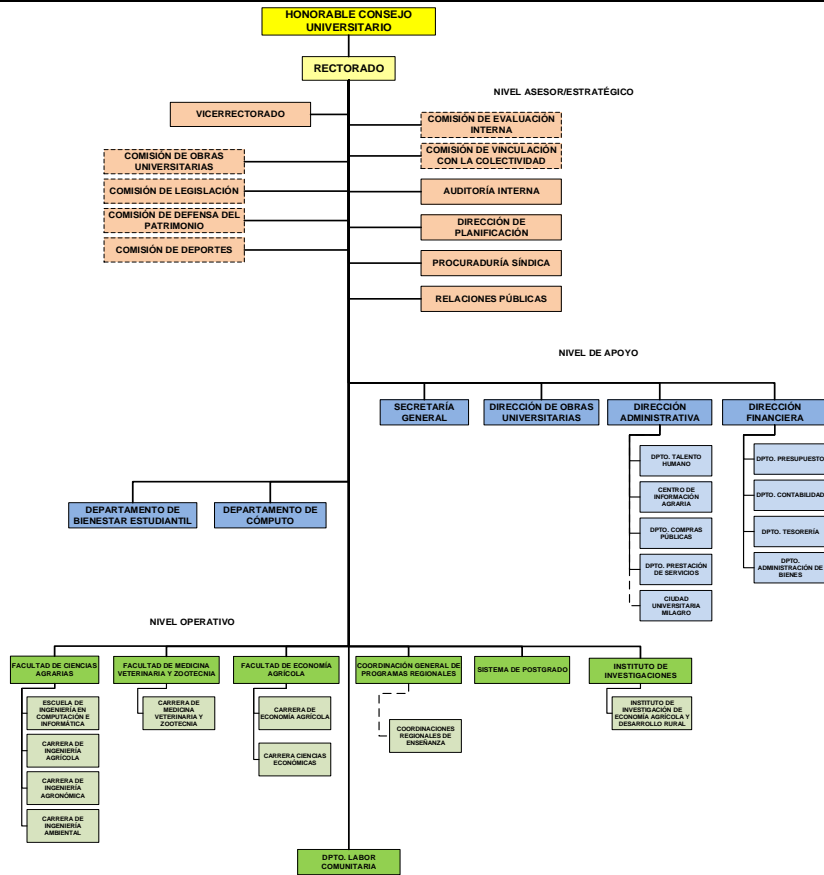 HONORABLE CONSEJO
UNIVERSITARIO
RECTORADO
NIVEL ASESOR/ESTRATÉGICO
VICERRECTORADO
COMISIÓN DE EVALUACIÓN
INTERNA
COMISIÓN DE OBRAS
UNIVERSITARIAS
COMISIÓN DE VINCULACIÓN
CON LA COLECTIVIDAD
COMISIÓN DE LEGISLACIÓN
AUDITORÍA INTERNA
COMISIÓN DE DEFENSA DEL
PATRIMONIO
DIRECCIÓN DE
PLANIFICACIÓN
COMISIÓN DE DEPORTES
PROCURADURÍA SÍNDICA
RELACIONES PÚBLICAS
NIVEL DE APOYO
SECRETARÍA
GENERAL
DIRECCIÓN DE OBRAS
UNIVERSITARIAS
DIRECCIÓN
ADMINISTRATIVA
DIRECCIÓN
FINANCIERA
DPTO. TALENTO
HUMANO
CENTRO DE
INFORMACIÓN
AGRARIA
DPTO. COMPRAS
PÚBLICAS
DPTO. PRESTACIÓN
DE SERVICIOS
CIUDAD
UNIVERSITARIA
MILAGRO
DPTO. PRESUPUESTO
DPTO. CONTABILIDAD
DPTO. TESORERÍA
DPTO.
ADMINISTRACIÓN DE
BIENES
DEPARTAMENTO DE
BIENESTAR ESTUDIANTIL
DEPARTAMENTO DE
CÓMPUTO
NIVEL OPERATIVO
FACULTAD DE CIENCIAS
AGRARIAS
FACULTAD DE MEDICINA
VETERINARIA Y ZOOTECNIA
FACULTAD DE ECONOMÍA
AGRÍCOLA
COORDINACIÓN GENERAL DE
PROGRAMAS REGIONALES
SISTEMA DE POSTGRADO
INSTITUTO DE
INVESTIGACIONES
ESCUELA DE
INGENIERÍA EN
COMPUTACIÓN E
INFORMÁTICA
CARRERA DE
INGENIERÍA
AGRÍCOLA
CARRERA DE
INGENIERÍA
AGRONÓMICA
CARRERA DE
INGENIERÍA
AMBIENTAL
CARRERA DE
MEDICINA
VETERINARIA Y
ZOOTECNIA
CARRERA DE
ECONOMÍA AGRÍCOLA
CARRERA CIENCIAS
ECONÓMICAS
COORDINACIONES
REGIONALES DE
ENSEÑANZA
INSTITUTO DE
INVESTIGACIÓN DE
ECONOMÍA AGRÍCOLA Y
DESARROLLO RURAL
DPTO. LABOR
COMUNITARIA